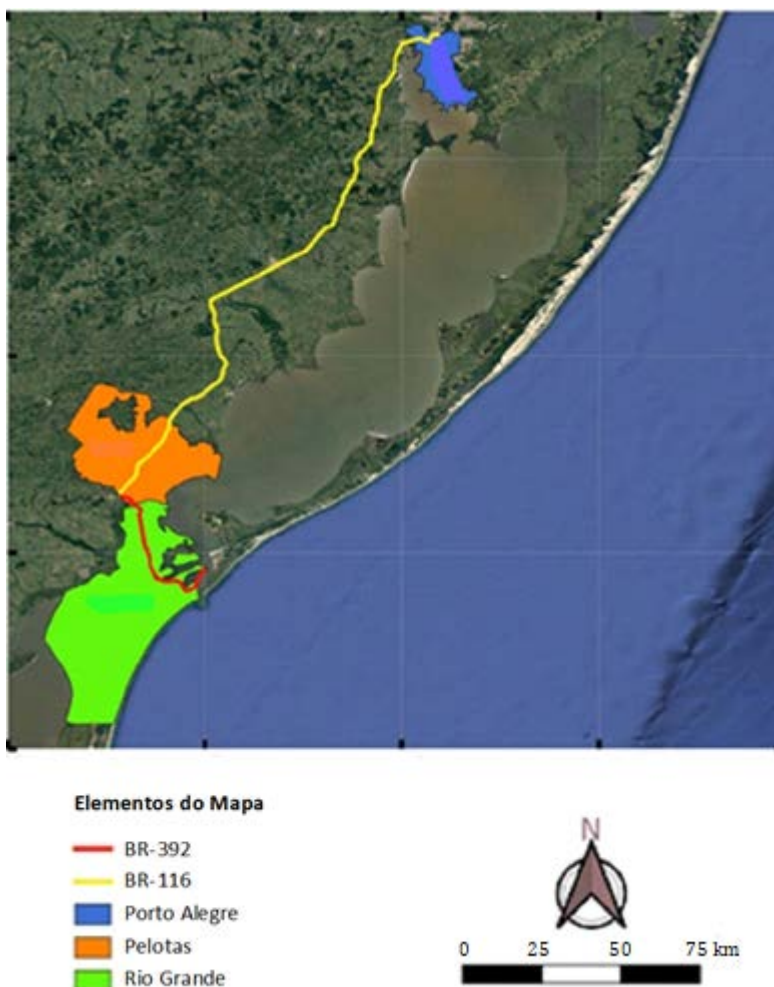 Elementos do Mapa
BR-392
BR-116
Porto Alegre
Pelotas
Rio Grande
N
0 25 50 75 km